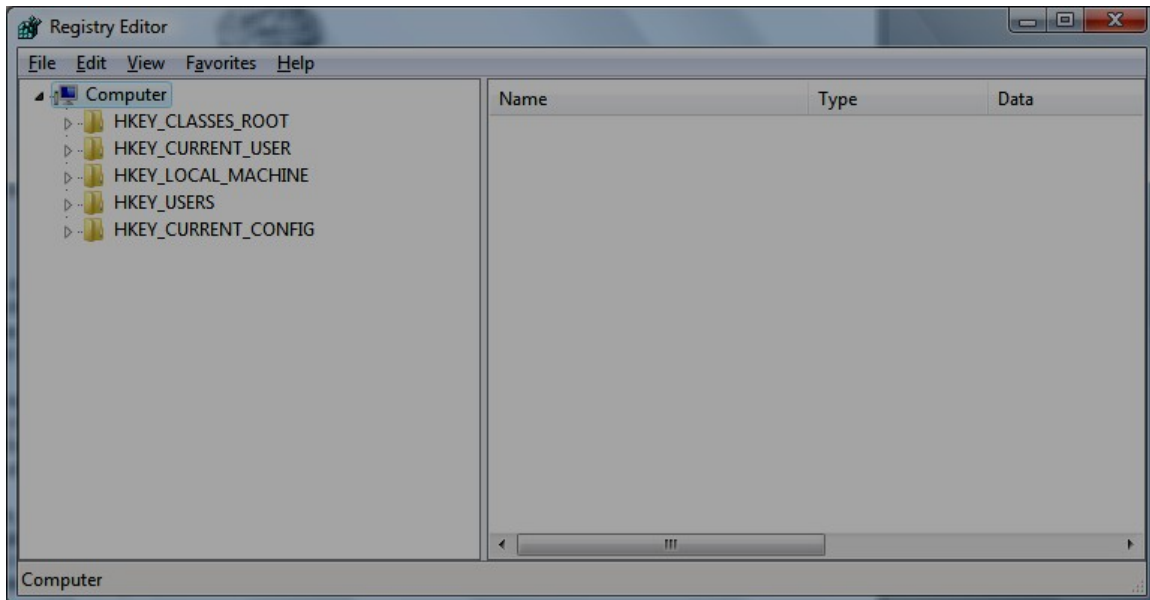 Registry Editor
File Edit View Favorites Help
Computer
HKEY_CLASSES_ROOT
HKEY_CURRENT_USER
HKEY_LOCAL_MACHINE
HKEY_USERS
HKEY_CURRENT_CONFIG
Name Type Data
Computer